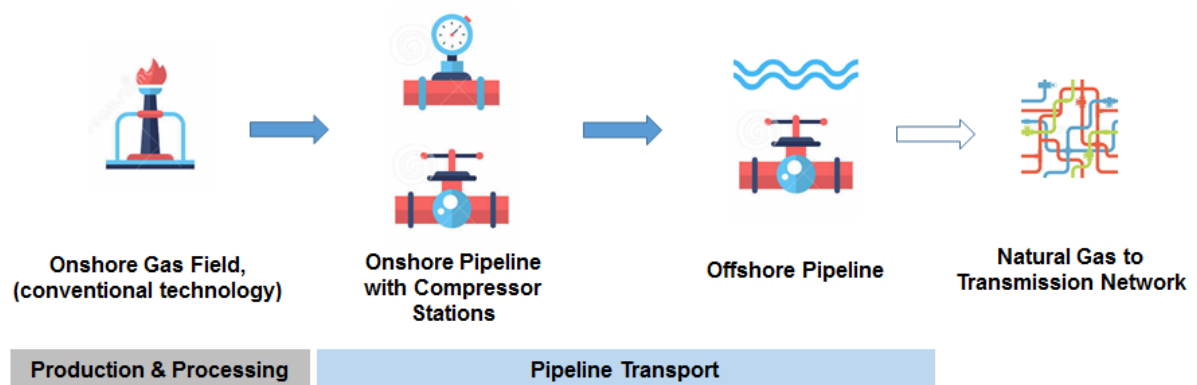 Onshore Gas Field,
(conventional technology)
Onshore Pipeline
with Compressor
Stations
Offshore Pipeline
Natural Gas to
Transmission Network
Production & Processing
Pipeline Transport